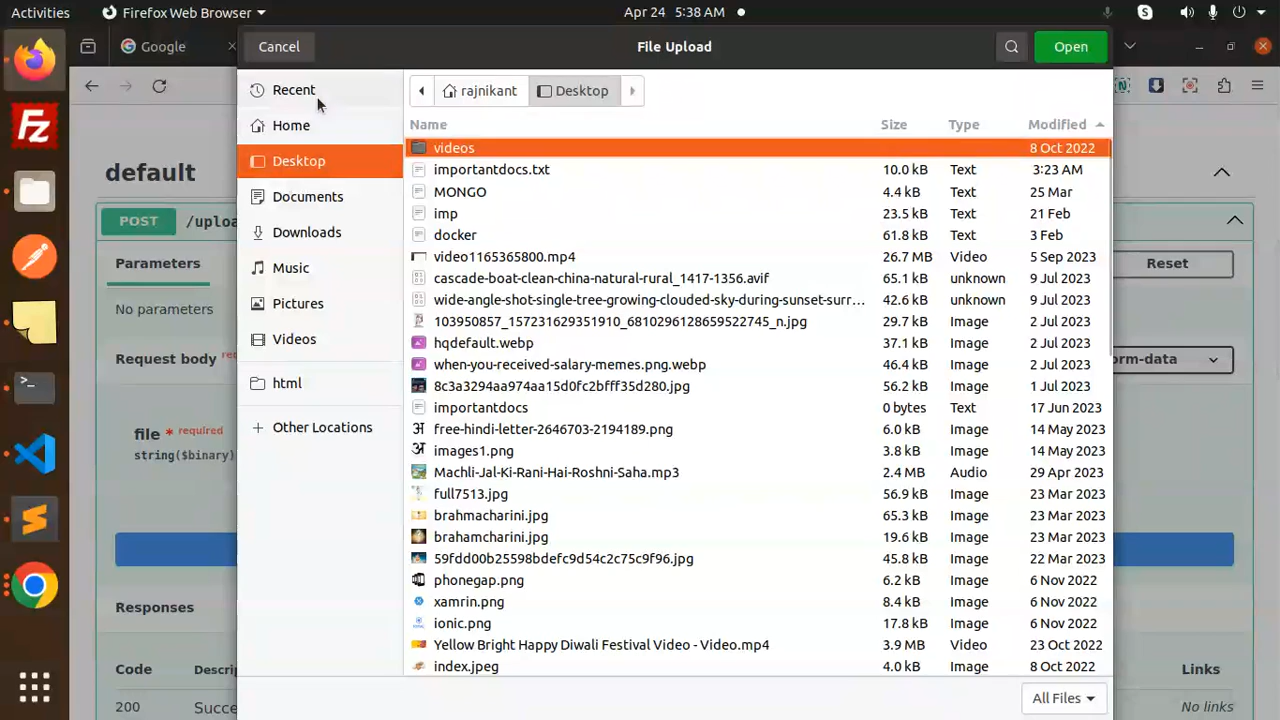 Activities Firefox Web Browser Apr 24 5:38 AM
Google
Cancel File Upload Open
Recent
Home
Desktop
Documents
Downloads
Music
Pictures
Videos
html
Other Locations
rajnikant Desktop
Name Size Type Modified
videos 8 Oct 2022
importantdocs.txt 10.0 kB Text 3:23 AM
MONGO 4.4 kB Text 25 Mar
imp 23.5 kB Text 21 Feb
docker 61.8 kB Text 3 Feb
video1165365800.mp4 26.7 MB Video 5 Sep 2023
cascade-boat-clean-china-natural-rural_1417-1356.avif 65.1 kB unknown 9 Jul 2023
wide-angle-shot-single-tree-growing-clouded-sky-during-sunset-surr... 42.6 kB unknown 9 Jul 2023
103950857_157231629351910_6810296128659522745_n.jpg 29.7 kB Image 2 Jul 2023
hqdefault.webp 37.1 kB Image 2 Jul 2023
when-you-received-salary-memes.png.webp 46.4 kB Image 2 Jul 2023
8c3a3294aa974aa15d0fc2bfff35d280.jpg 56.2 kB Image 1 Jul 2023
importantdocs 0 bytes Text 17 Jun 2023
free-hindi-letter-2646703-2194189.png 6.0 kB Image 14 May 2023
images1.png 3.8 kB Image 14 May 2023
Machli-Jal-Ki-Rani-Hai-Roshni-Saha.mp3 2.4 MB Audio 29 Apr 2023
full7513.jpg 56.9 kB Image 23 Mar 2023
brahmacharini.jpg 65.3 kB Image 23 Mar 2023
brahamcharini.jpg 19.6 kB Image 23 Mar 2023
59fdd00b25598bdefc9d54c2c75c9f96.jpg 45.8 kB Image 22 Mar 2023
phonegap.png 6.2 kB Image 6 Nov 2022
xamrin.png 8.4 kB Image 6 Nov 2022
ionic.png 17.8 kB Image 6 Nov 2022
Yellow Bright Happy Diwali Festival Video - Video.mp4 3.9 MB Video 23 Oct 2022
index.jpeg 4.0 kB Image 8 Oct 2022
All Files
default
POST /uploa
Parameters
Reset
No parameters
Request body
orm-data
file * required
string($binary)
Responses
Code Descrip Links
200 Succe No links